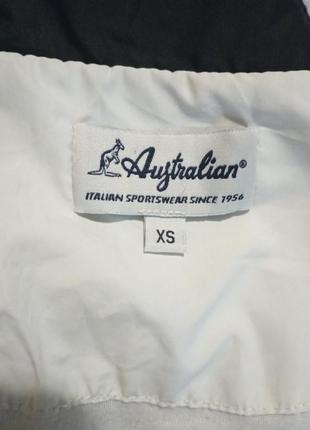 Australian®
ITALIAN SPORTSWEAR SINCE 1956
XS